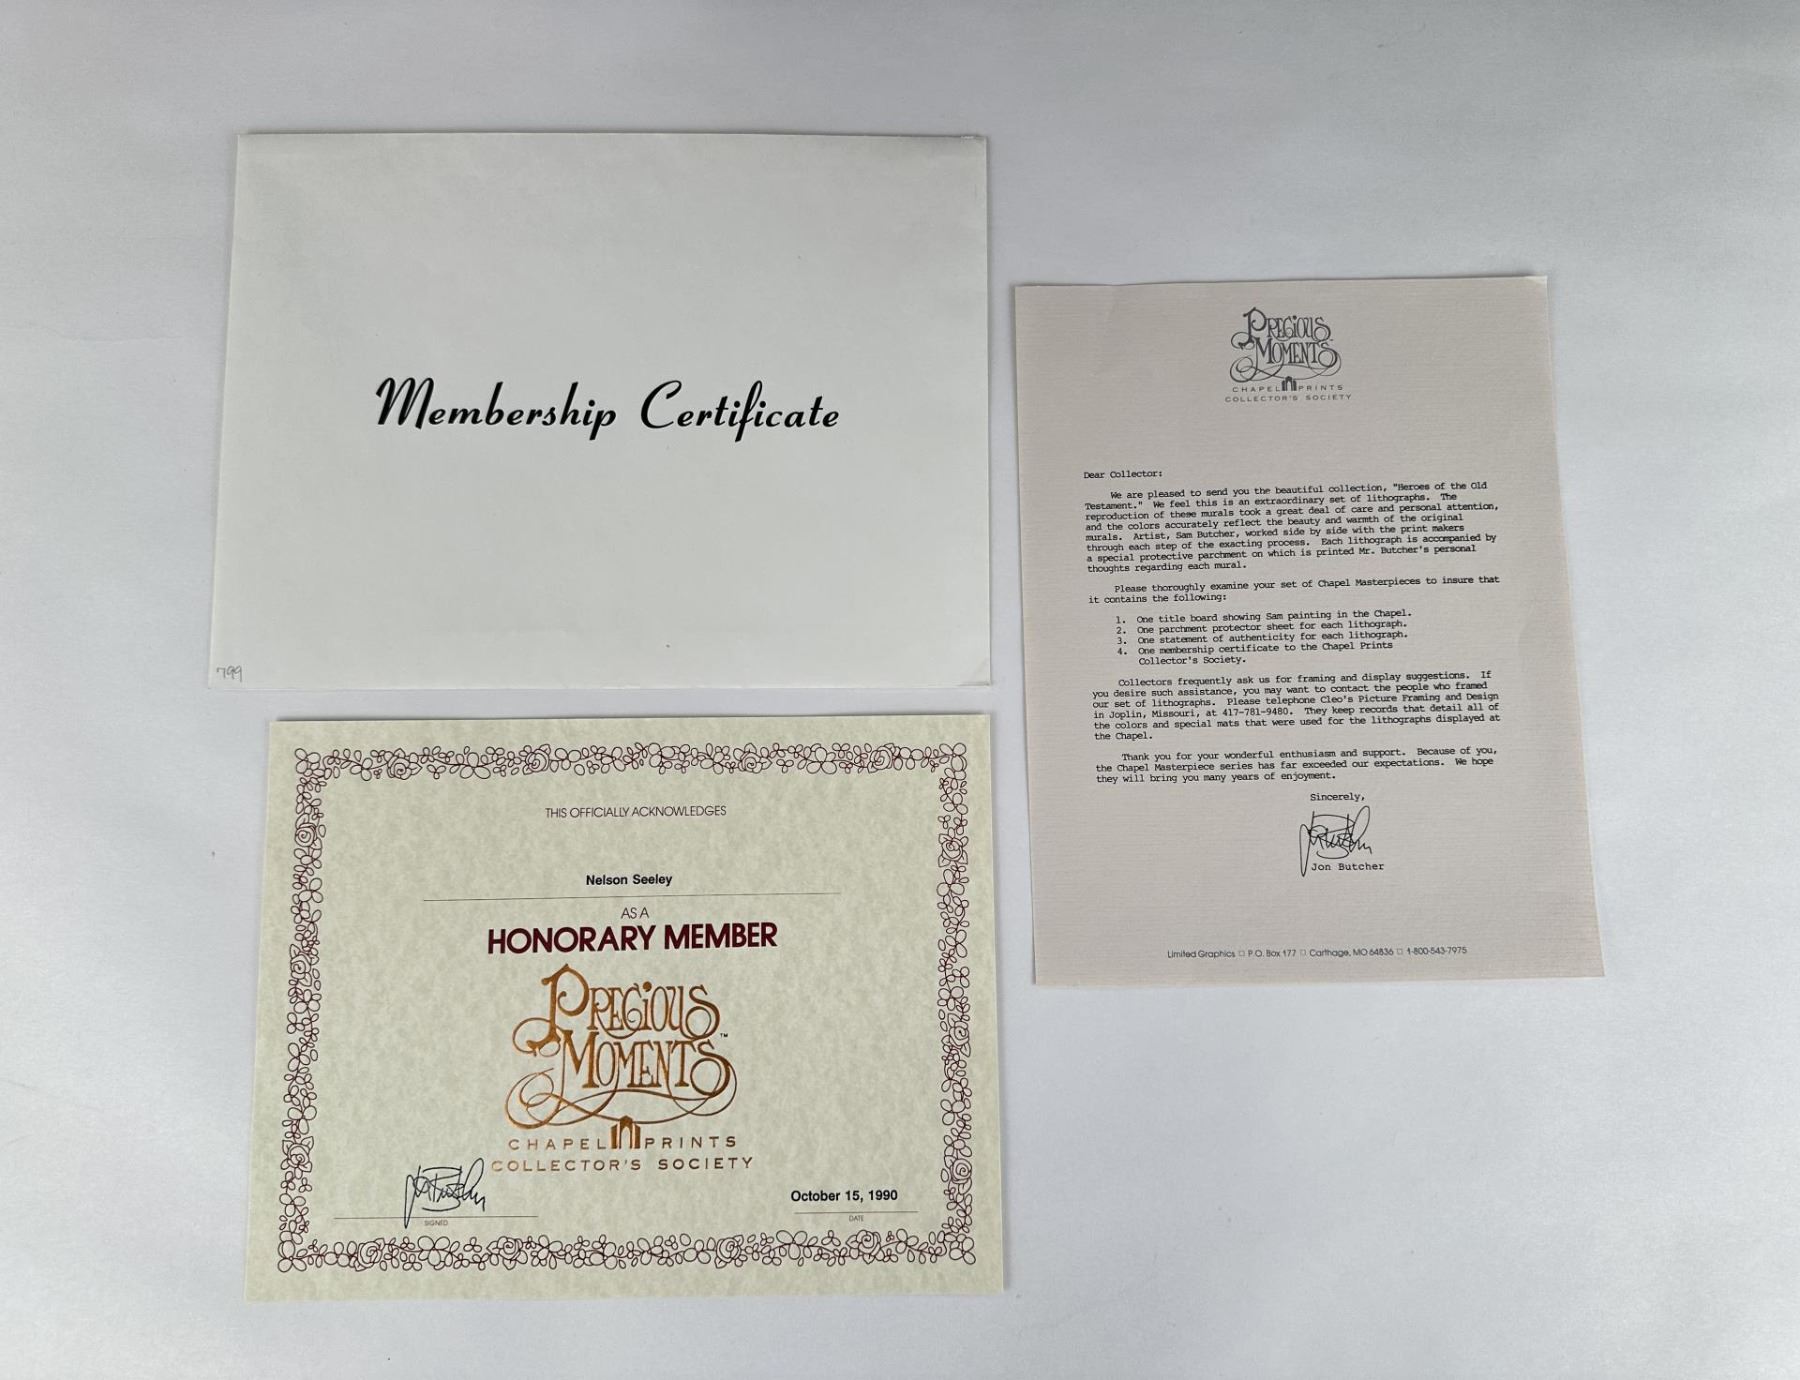 Membership Certificate
799
THIS OFFICIALLY ACKNOWLEDGES
Nelson Seeley
AS A
HONORARY MEMBER
PRECIOUS
MOMENTS™
CHAPEL PRINTS
COLLECTOR'S SOCIETY
October 15, 1990
SIGNED
DATE
PRECIOUS
MOMENTS
CHAPEL PRINTS
COLLECTOR'S SOCIETY
Dear Collector:
We are pleased to send you the beautiful collection, "Heroes of the Old
Testament." We feel this is an extraordinary set of lithographs. The
reproduction of these murals took a great deal of care and personal attention,
and the colors accurately reflect the beauty and warmth of the original
murals. Artist, Sam Butcher, worked side by side with the print makers
through each step of the exacting process. Each lithograph is accompanied by
a special protective parchment on which is printed Mr. Butcher's personal
thoughts regarding each mural.
Please thoroughly examine your set of Chapel Masterpieces to insure that
it contains the following:
1. One title board showing Sam painting in the Chapel.
2. One parchment protector sheet for each lithograph.
3. One statement of authenticity for each lithograph.
4. One membership certificate to the Chapel Prints
Collector's Society.
Collectors frequently ask us for framing and display suggestions. If
you desire such assistance, you may want to contact the people who framed
our set of lithographs. Please telephone Cleo's Picture Framing and Design
in Joplin, Missouri, at 417-781-9480. They keep records that detail all of
the colors and special mats that were used for the lithographs displayed at
the Chapel.
Thank you for your wonderful enthusiasm and support. Because of you,
the Chapel Masterpiece series has far exceeded our expectations. We hope
they will bring you many years of enjoyment.
Sincerely,
Jon Butcher
Limited Graphics □ P.O. Box 177 □ Carthage, MO 64836 □ 1-800-543-7975